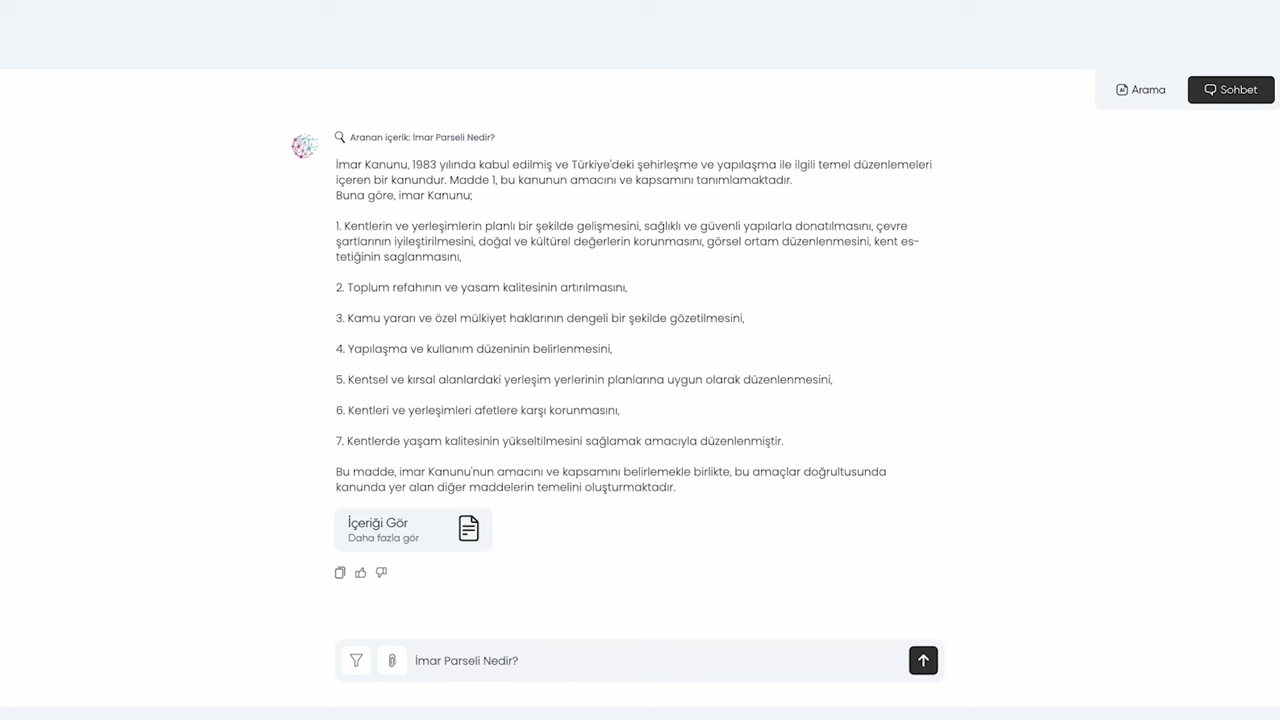 Arama
Sohbet
Aranan içerik: İmar Parseli Nedir?
İmar Kanunu, 1983 yılında kabul edilmiş ve Türkiye'deki şehirleşme ve yapılaşma ile ilgili temel düzenlemeleri
içeren bir kanundur. Madde 1, bu kanunun amacını ve kapsamını tanımlamaktadır.
Buna göre, imar Kanunu;
1. Kentlerin ve yerleşimlerin planlı bir şekilde gelişmesini, sağlıklı ve güvenli yapılarla donatılmasını, çevre
şartlarının iyileştirilmesini, doğal ve kültürel değerlerin korunmasını, görsel ortam düzenlenmesini, kent es-
tetiğinin saglanmasını,
2. Toplum refahının ve yasam kalitesinin artırılmasını,
3. Kamu yararı ve özel mülkiyet haklarının dengeli bir şekilde gözetilmesini,
4. Yapılaşma ve kullanım düzeninin belirlenmesini,
5. Kentsel ve kırsal alanlardaki yerleşim yerlerinin planlarına uygun olarak düzenlenmesini,
6. Kentleri ve yerleşimleri afetlere karşı korunmasını,
7. Kentlerde yaşam kalitesinin yükseltilmesini sağlamak amacıyla düzenlenmiştir.
Bu madde, imar Kanunu'nun amacını ve kapsamını belirlemekle birlikte, bu amaçlar doğrultusunda
kanunda yer alan diğer maddelerin temelini oluşturmaktadır.
İçeriği Gör
Daha fazla gör
İmar Parseli Nedir?